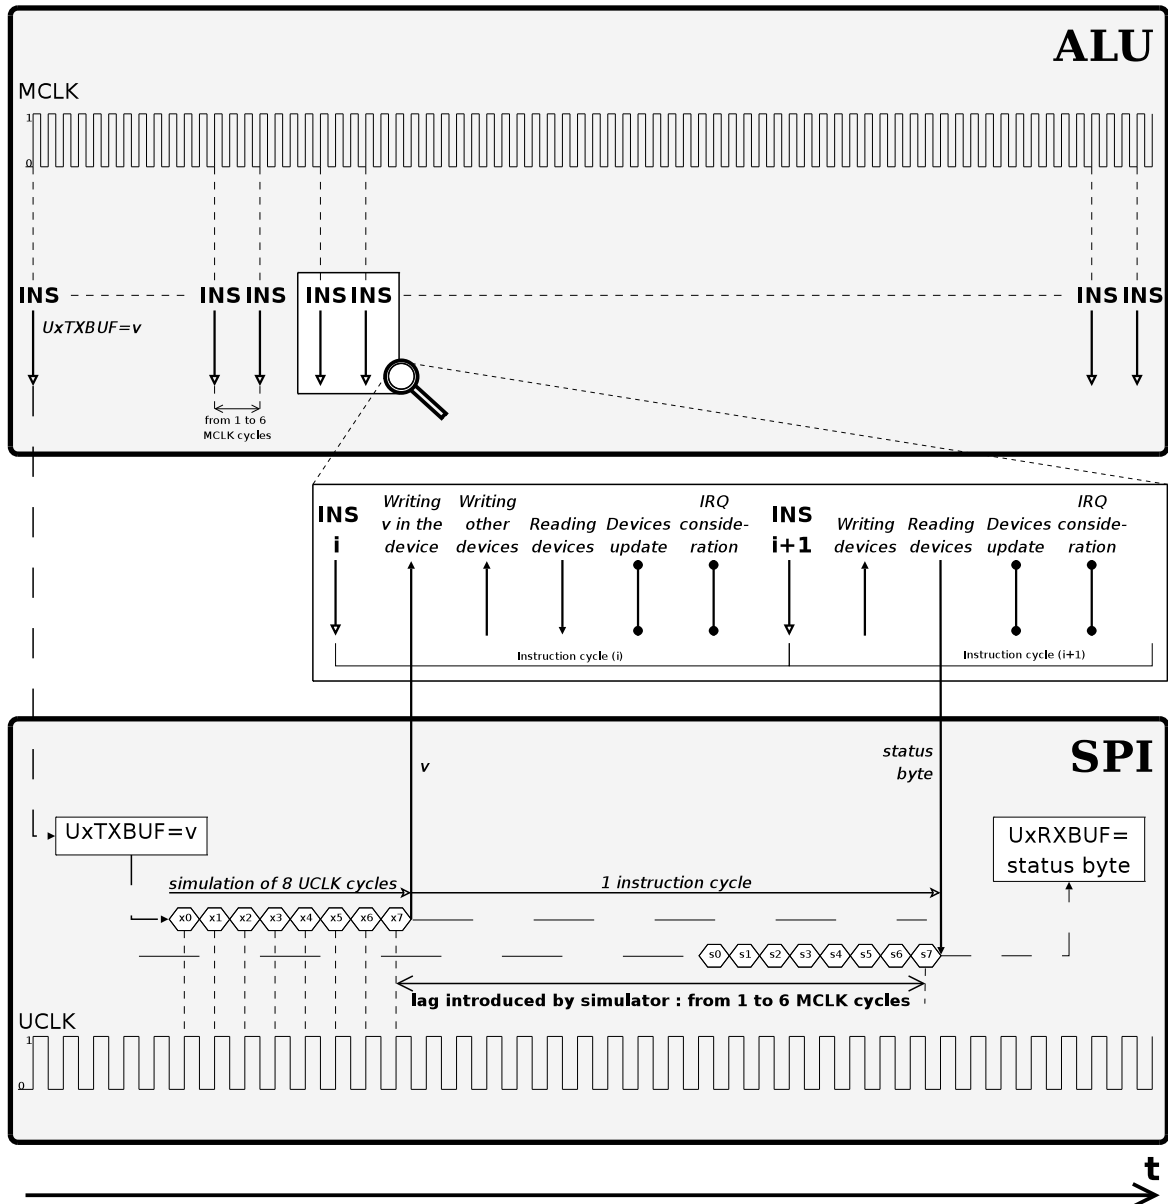 ALU
MCLK
1
0
INS INS INS INS INS INS INS
UxTXBUF=v
from 1 to 6
MCLK cycles
INS
i
Writing
v in the
device
Writing
other
devices
Reading
devices
Devices
update
IRQ
conside-
ration
INS
i+1
Writing
devices
Reading
devices
Devices
update
IRQ
conside-
ration
Instruction cycle (i)
Instruction cycle (i+1)
SPI
v
status
byte
UxTXBUF=v
UxRXBUF=
status byte
simulation of 8 UCLK cycles
1 instruction cycle
x0 x1 x2 x3 x4 x5 x6 x7
s0 s1 s2 s3 s4 s5 s6 s7
lag introduced by simulator : from 1 to 6 MCLK cycles
UCLK
1
0
t